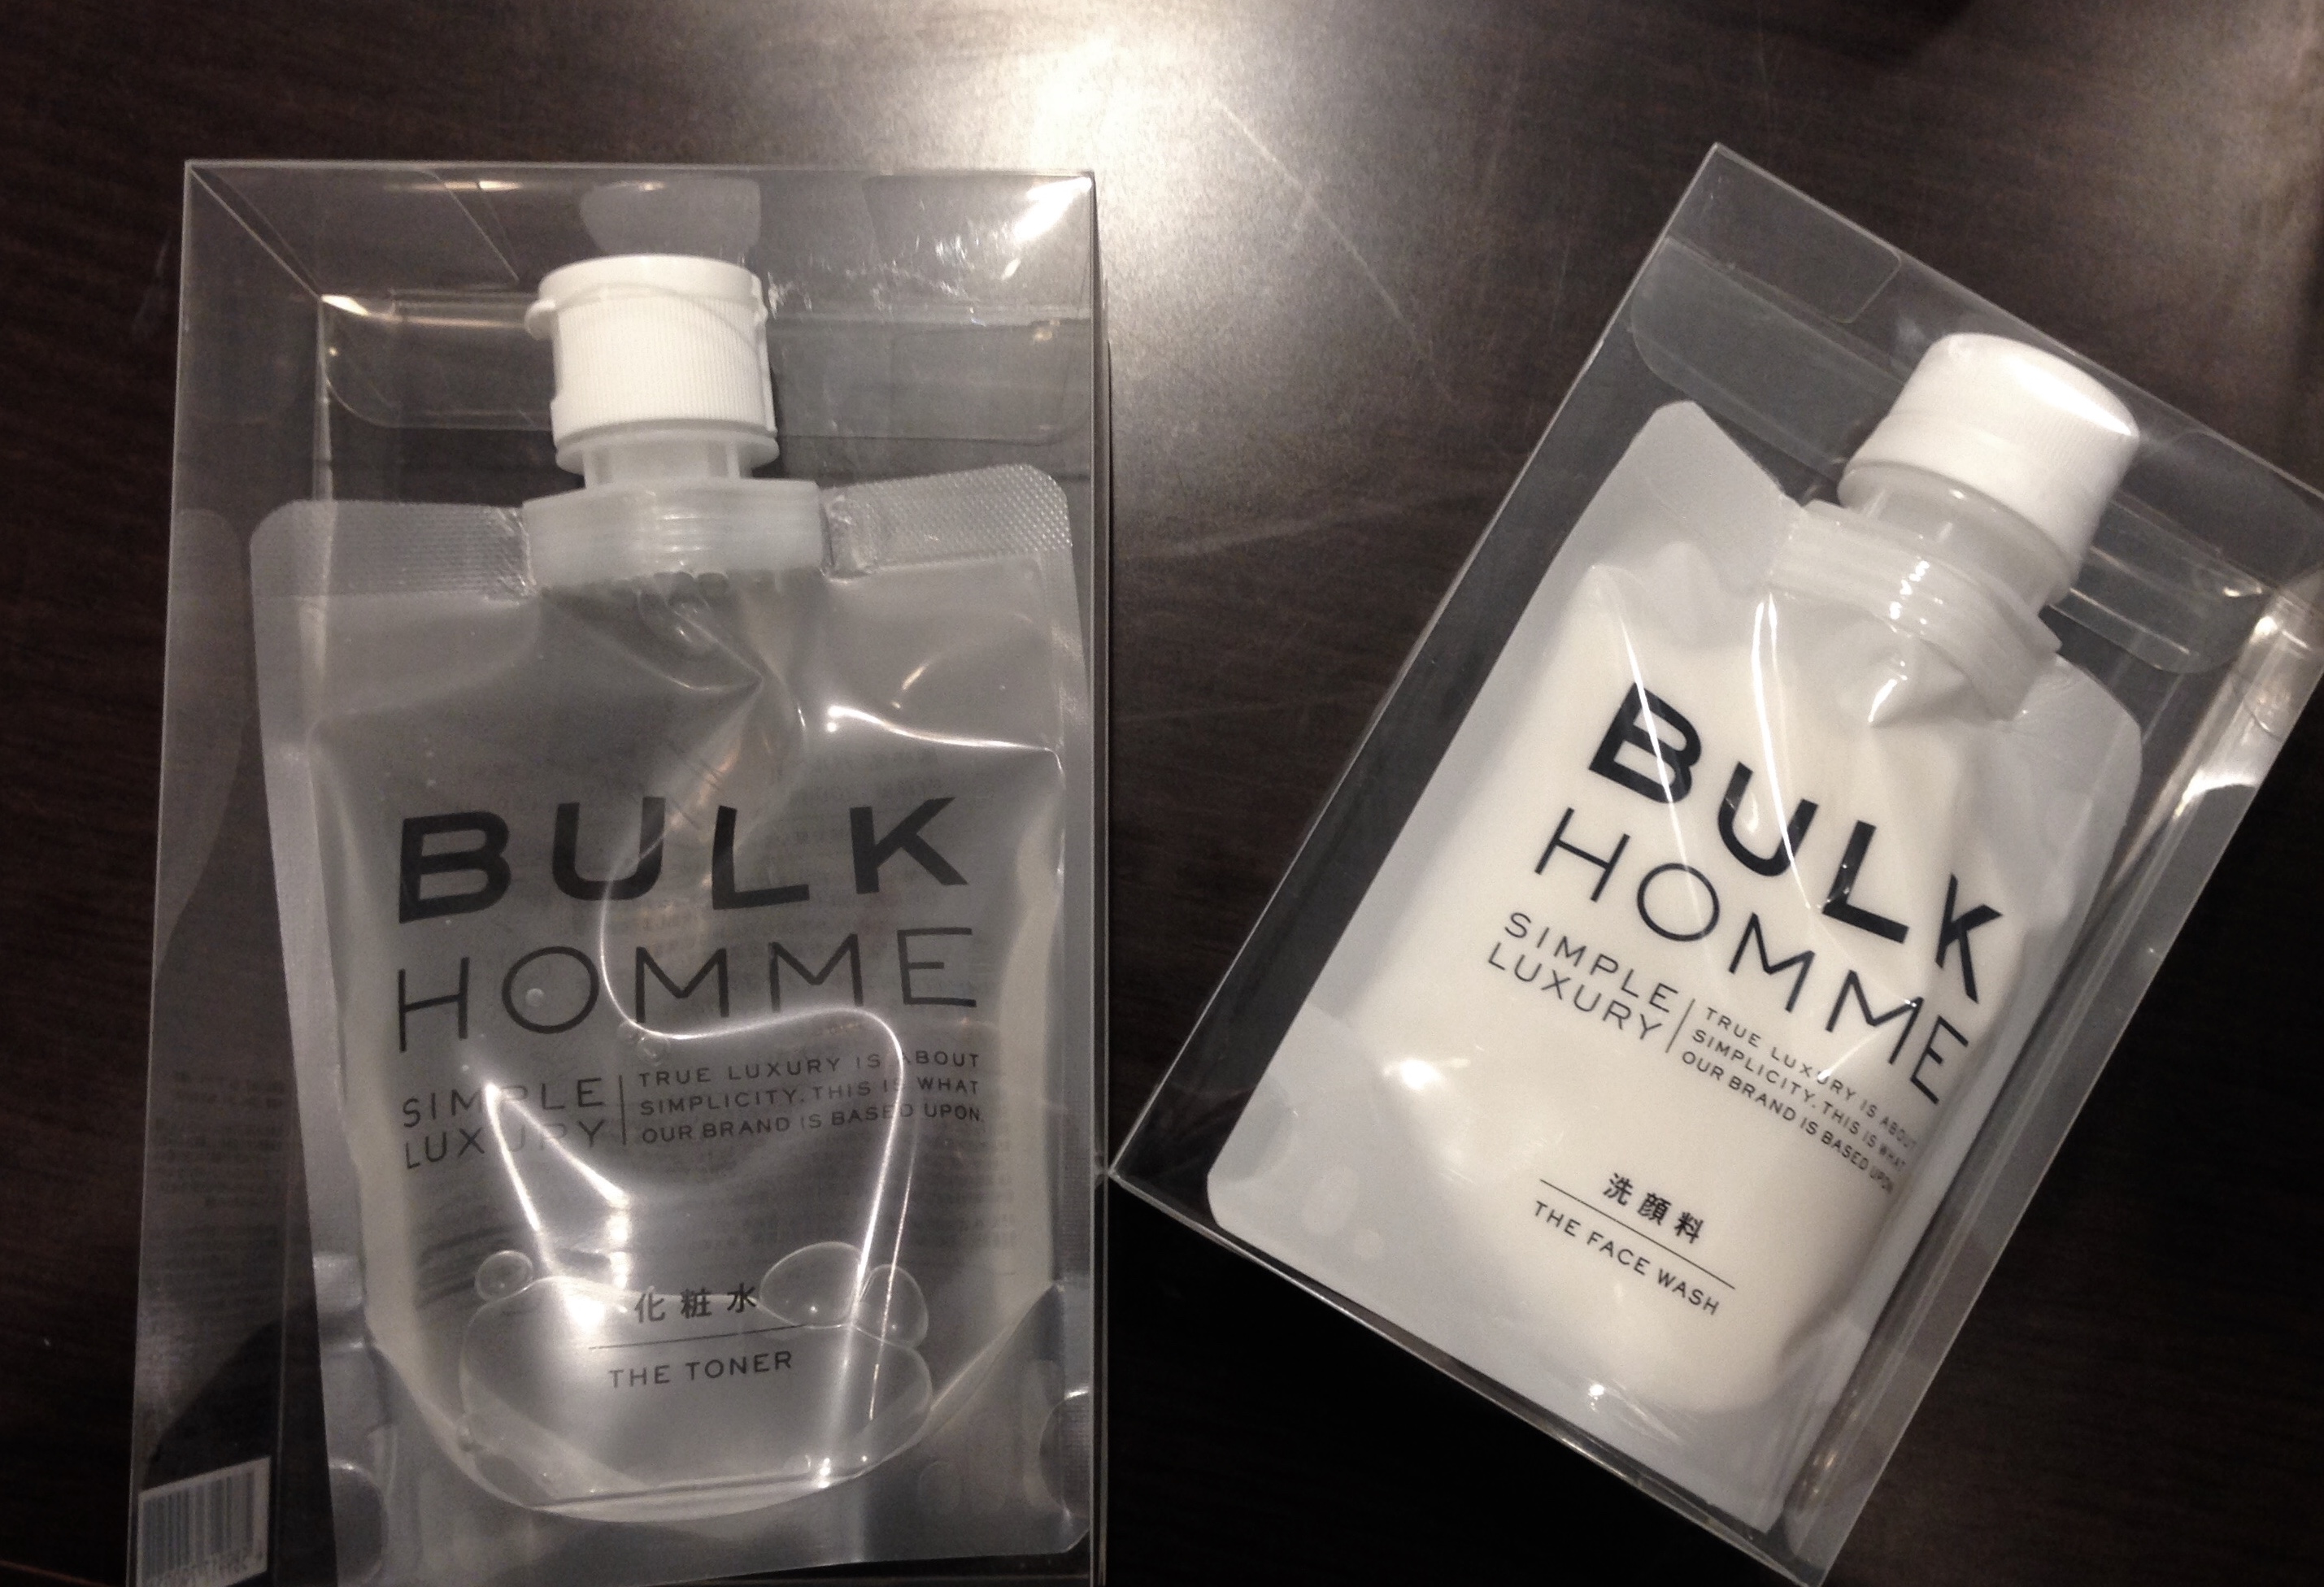 BULK
HOMME
SIMPLE
LUXURY
TRUE LUXURY IS ABOUT
SIMPLICITY. THIS IS WHAT
OUR BRAND IS BASED UPON.
化粧水
THE TONER
BULK
HOMME
SIMPLE
LUXURY
TRUE LUXURY IS ABOUT
SIMPLICITY. THIS IS WHAT
OUR BRAND IS BASED UPON
洗顔料
THE FACE WASH